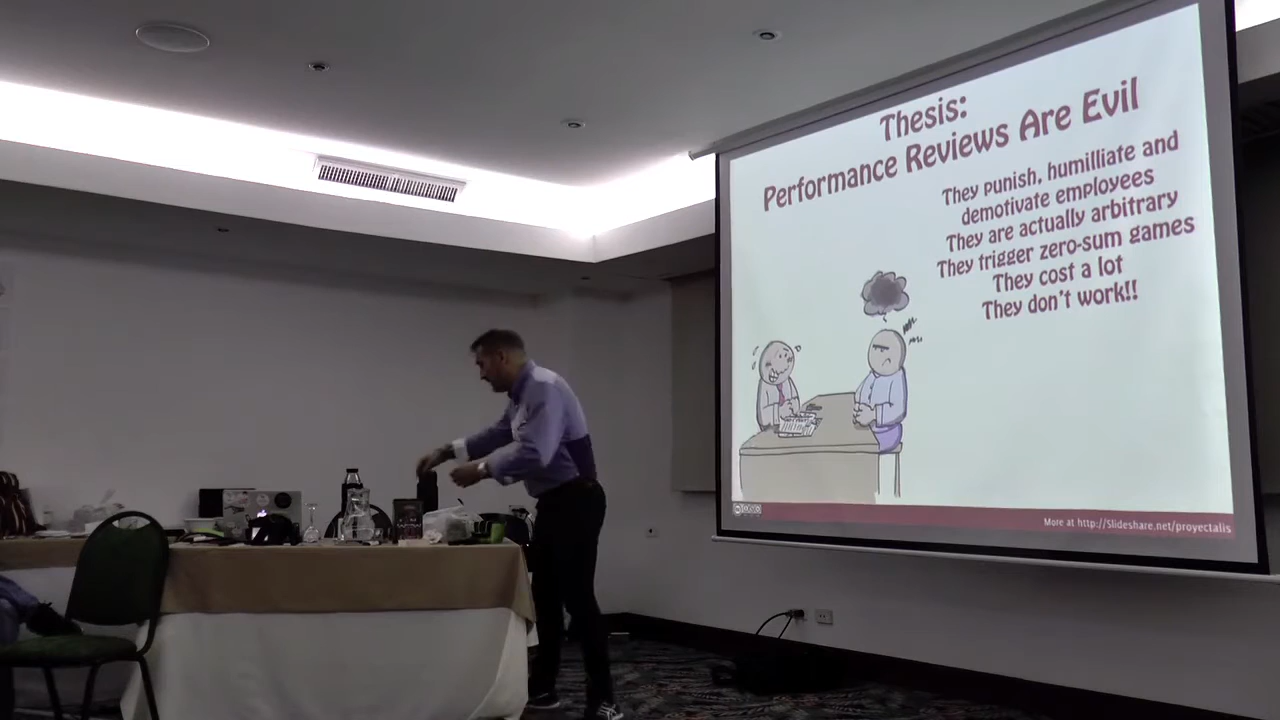 Thesis:
Performance Reviews Are Evil
They punish, humilliate and
demotivate employees
They are actually arbitrary
They trigger zero-sum games
They cost a lot
They don't work!!
More at http://Slideshare.net/proyectalis